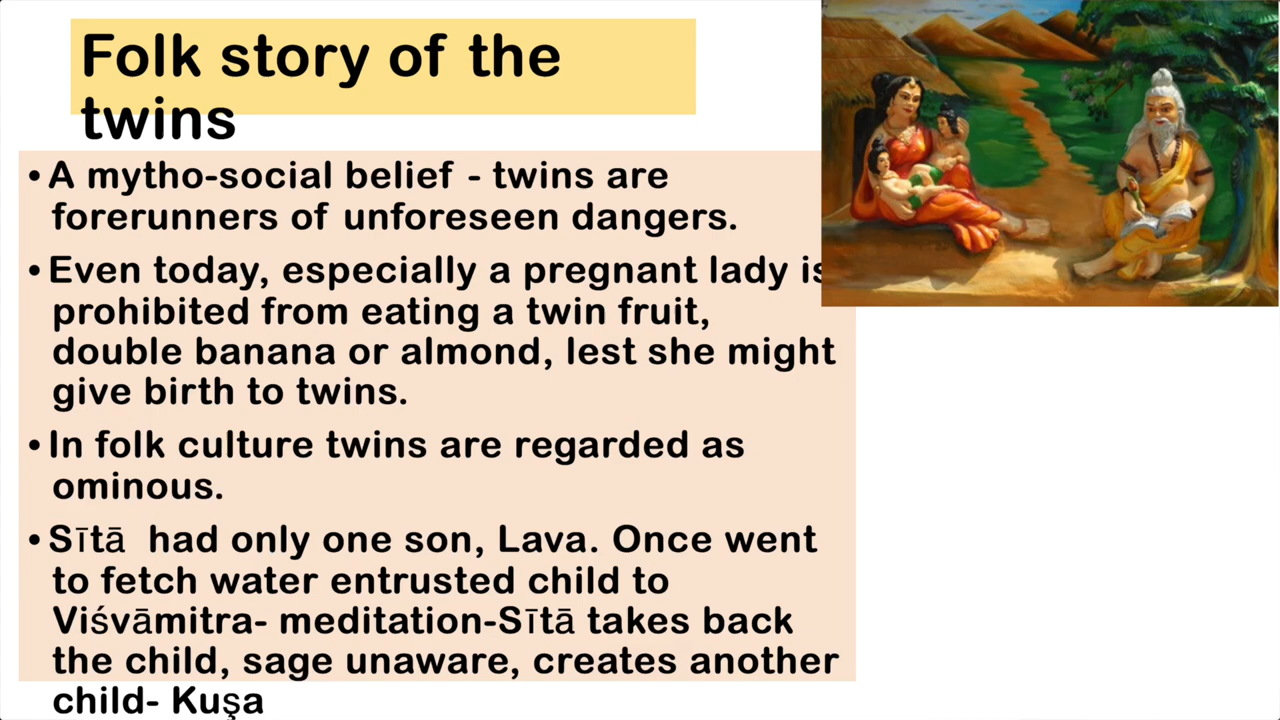 Folk story of the
twins
• A mytho-social belief - twins are
forerunners of unforeseen dangers.
• Even today, especially a pregnant lady is
prohibited from eating a twin fruit,
double banana or almond, lest she might
give birth to twins.
• In folk culture twins are regarded as
ominous.
• Sītā had only one son, Lava. Once went
to fetch water entrusted child to
Viśvāmitra- meditation-Sītā takes back
the child, sage unaware, creates another
child- Kuşa